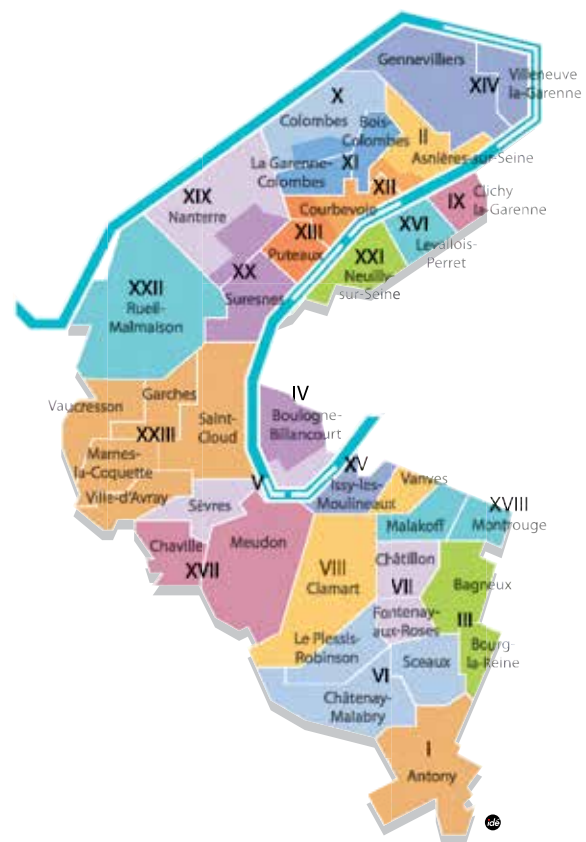 Gennevilliers
XIV
Villeneuve
la-Garenne
X
Colombes
Bois-
Colombes
II
Asnières-sur-Seine
La Garenne-
Colombes
XI
XII
Courbevoie
IX
Clichy
la-Garenne
XIX
Nanterre
XIII
Puteaux
XVI
Levallois-
Perret
XXI
Neuilly-
sur-Seine
XX
Suresnes
XXII
Rueil-
Malmaison
IV
Boulogne-
Billancourt
Vaucresson
Garches
Saint-
Cloud
XXIII
Marnes-
la-Coquette
Ville-d'Avray
V
XV
Issy-les-
Moulineaux
Vanves
Sèvres
XVIII
Malakoff
Montrouge
Chaville
XVII
Meudon
VIII
Clamart
Châtillon
VII
Bagneux
Fontenay-
aux-Roses
III
Le Plessis-
Robinson
Sceaux
Bourg-
la-Reine
VI
Châtenay-
Malabry
I
Antony
idé